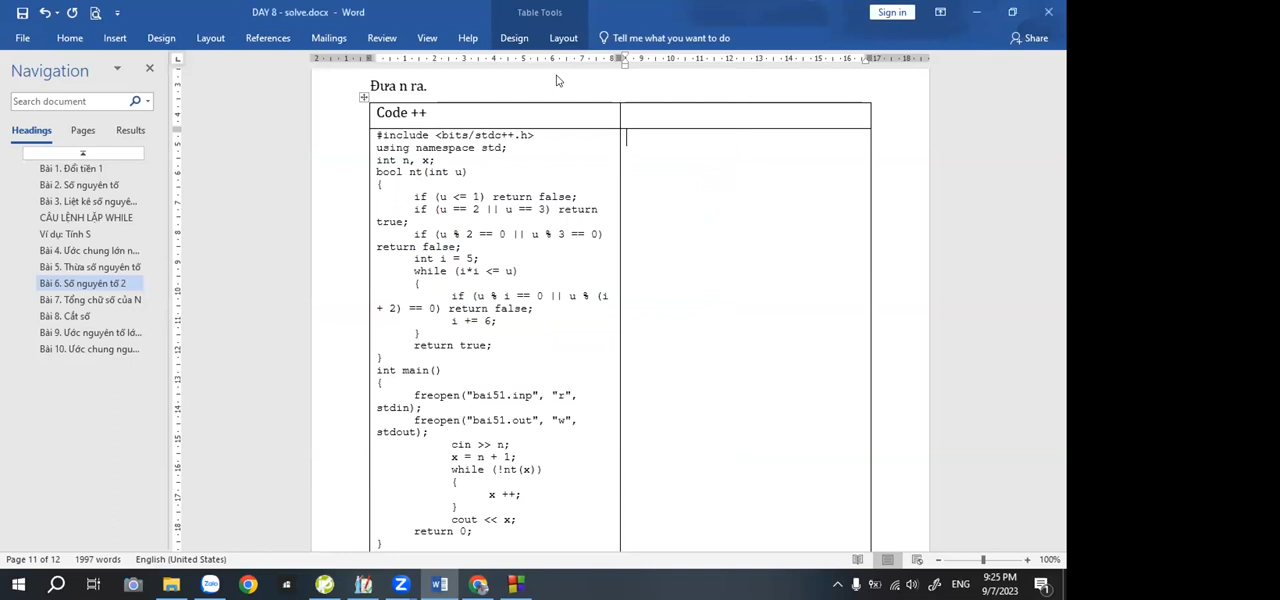 DAY 8 - solve.docx - Word
Table Tools
Sign in
File
Home
Insert
Design
Layout
References
Mailings
Review
View
Help
Design
Layout
Tell me what you want to do
Share
Navigation
Search document
Headings
Pages
Results
Bài 1. Đổi tiền 1
Bài 2. Số nguyên tố
Bài 3. Liệt kê số nguyê...
CÂU LỆNH LẶP WHILE
Ví dụ: Tính S
Bài 4. Ước chung lớn n...
Bài 5. Thừa số nguyên tố
Bài 6. Số nguyên tố 2
Bài 7. Tổng chữ số của N
Bài 8. Cắt số
Bài 9. Ước nguyên tố lớ...
Bài 10. Ước chung ngu...
Đưa n ra.
Code ++
#include <bits/stdc++.h>
using namespace std;
int n, x;
bool nt(int u)
{
if (u <= 1) return false;
if (u == 2 || u == 3) return
true;
if (u % 2 == 0 || u % 3 == 0)
return false;
int i = 5;
while (i*i <= u)
{
if (u % i == 0 || u % (i
+ 2) == 0) return false;
i += 6;
}
return true;
}
int main()
{
freopen("bai51.inp", "r",
stdin);
freopen("bai51.out", "w",
stdout);
cin >> n;
x = n + 1;
while (!nt(x))
{
x ++;
}
cout << x;
return 0;
}
Page 11 of 12
1997 words
English (United States)
100%
Zalo
ENG
9:25 PM
9/7/2023